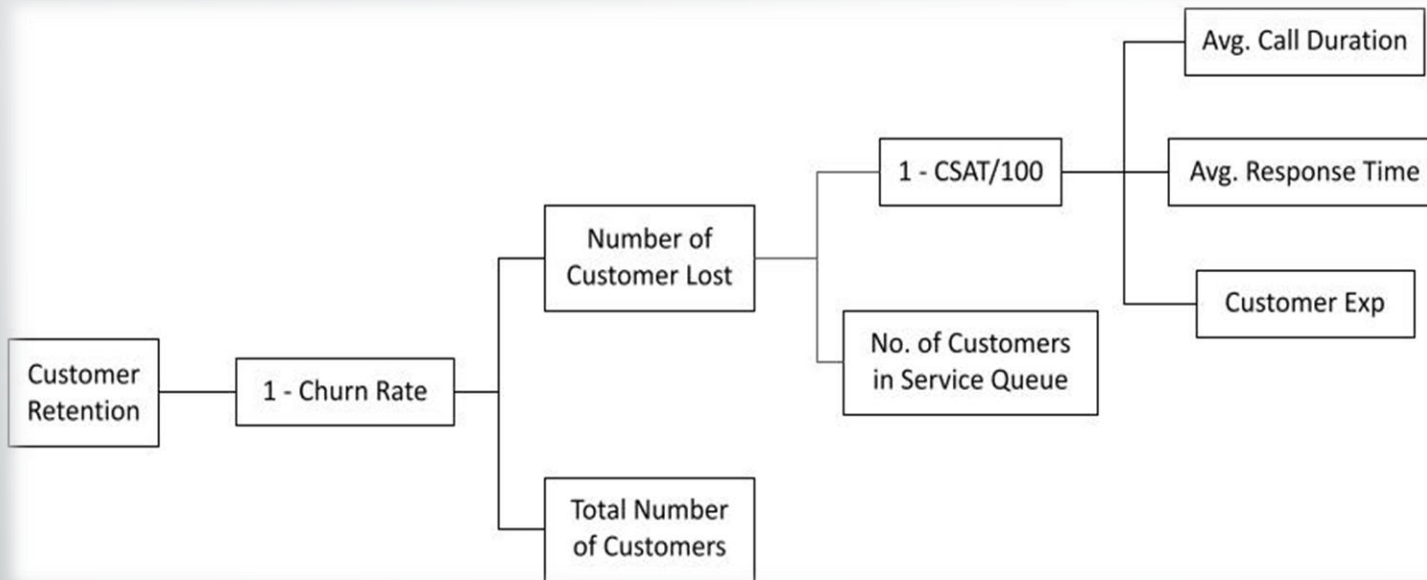 Avg. Call Duration
1 - CSAT/100
Avg. Response Time
Number of
Customer Lost
Customer Exp
No. of Customers
in Service Queue
Customer
Retention
1 - Churn Rate
Total Number
of Customers